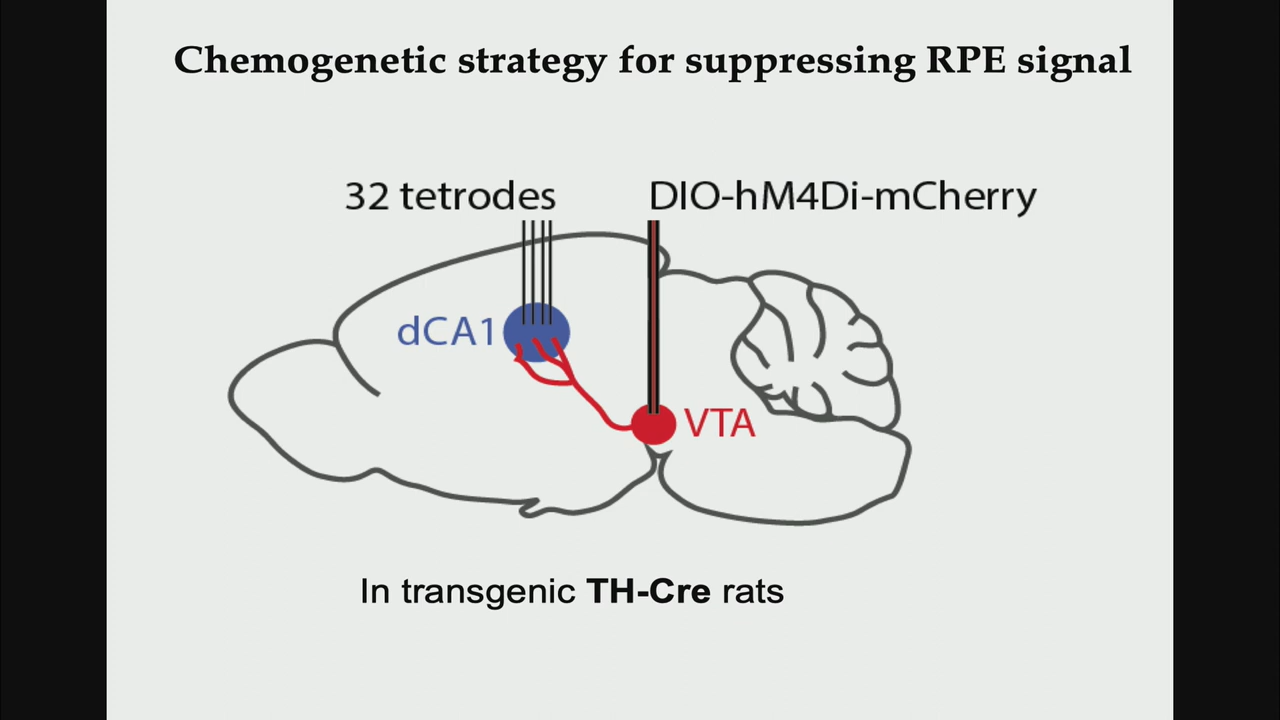 Chemogenetic strategy for suppressing RPE signal
32 tetrodes
DIO-hM4Di-mCherry
dCA1
VTA
In transgenic TH-Cre rats